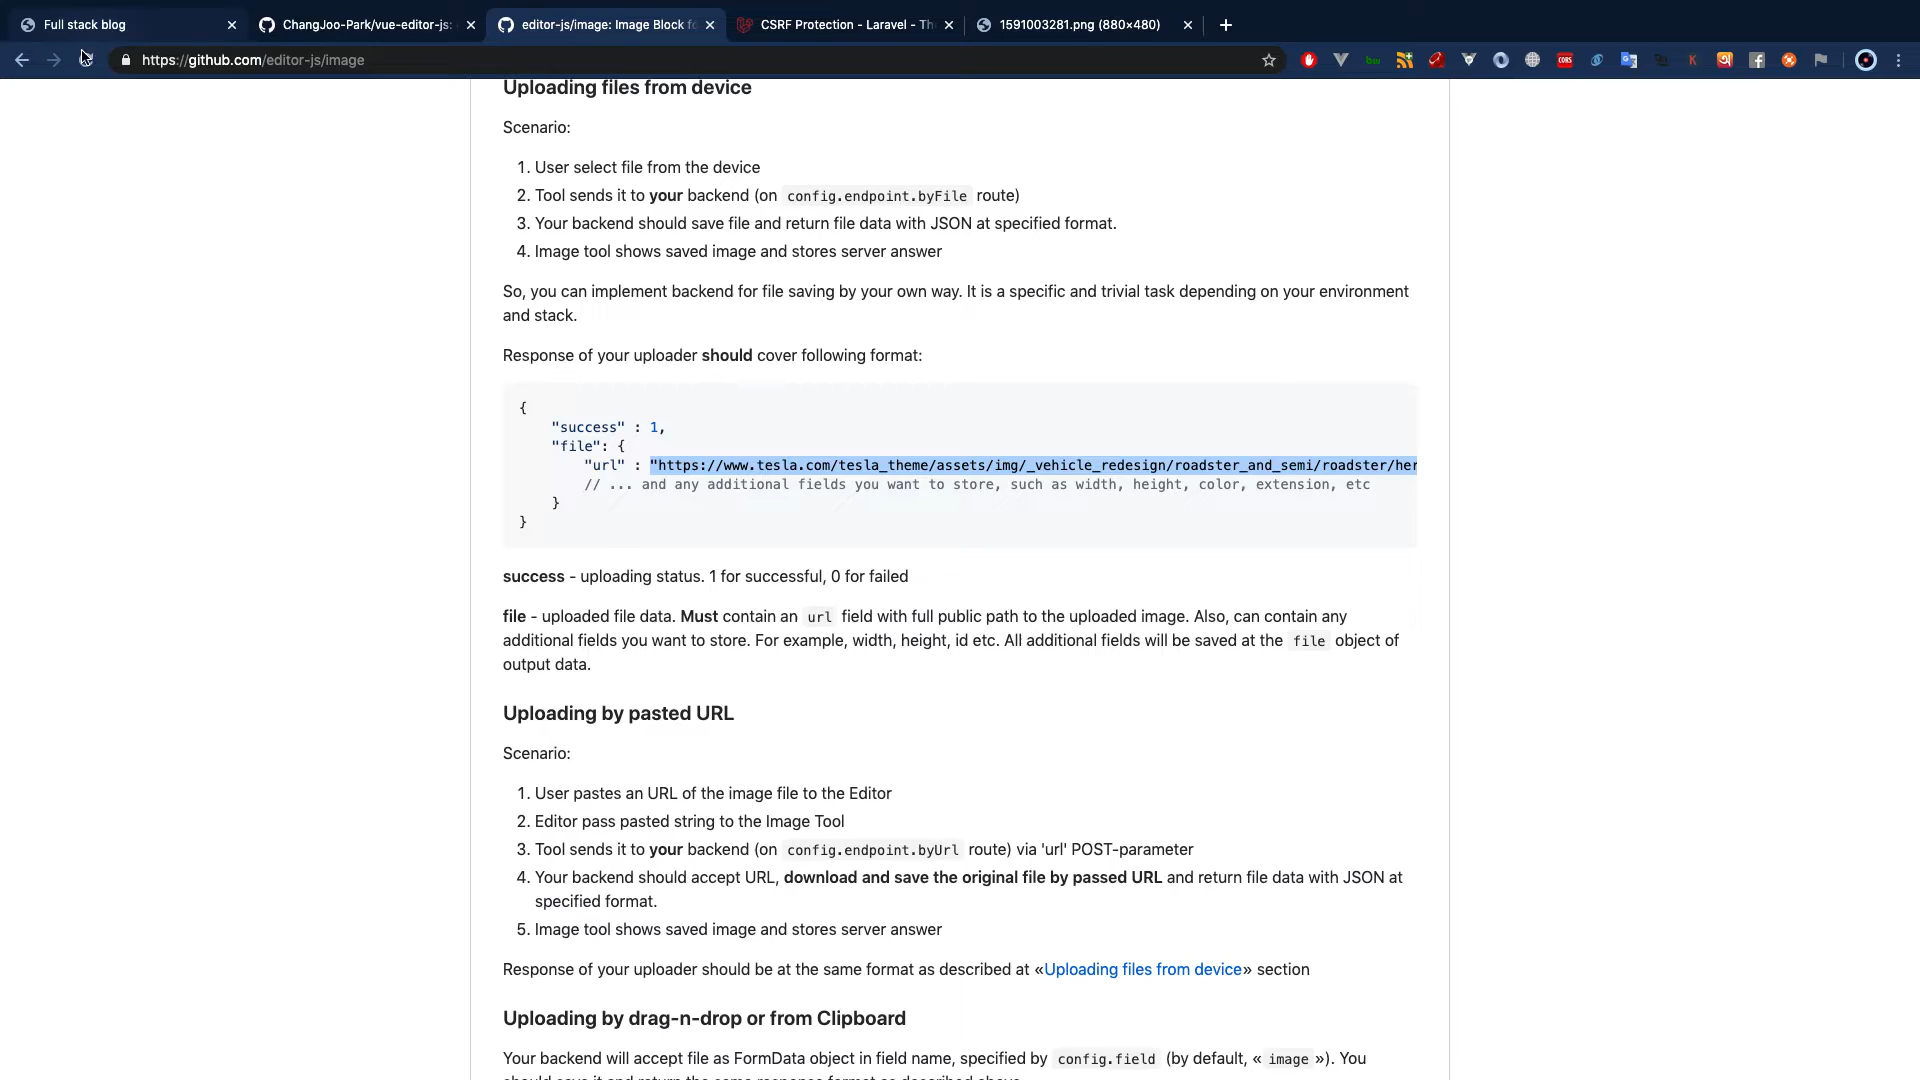 Full stack blog
ChangJoo-Park/vue-editor-js:
editor-js/image: Image Block fo
CSRF Protection - Laravel - Th
1591003281.png (880×480)
https://github.com/editor-js/image
Uploading files from device
Scenario:
1. User select file from the device
2. Tool sends it to your backend (on config.endpoint.byFile route)
3. Your backend should save file and return file data with JSON at specified format.
4. Image tool shows saved image and stores server answer
So, you can implement backend for file saving by your own way. It is a specific and trivial task depending on your environment
and stack.
Response of your uploader should cover following format:
{
"success" : 1,
"file": {
"url" : "https://www.tesla.com/tesla_theme/assets/img/_vehicle_redesign/roadster_and_semi/roadster/her
// ... and any additional fields you want to store, such as width, height, color, extension, etc
}
}
success - uploading status. 1 for successful, 0 for failed
file - uploaded file data. Must contain an url field with full public path to the uploaded image. Also, can contain any
additional fields you want to store. For example, width, height, id etc. All additional fields will be saved at the file object of
output data.
Uploading by pasted URL
Scenario:
1. User pastes an URL of the image file to the Editor
2. Editor pass pasted string to the Image Tool
3. Tool sends it to your backend (on config.endpoint.byUrl route) via 'url' POST-parameter
4. Your backend should accept URL, download and save the original file by passed URL and return file data with JSON at
specified format.
5. Image tool shows saved image and stores server answer
Response of your uploader should be at the same format as described at «Uploading files from device» section
Uploading by drag-n-drop or from Clipboard
Your backend will accept file as FormData object in field name, specified by config.field (by default, « image »). You
should save it and return the same response format as described above.